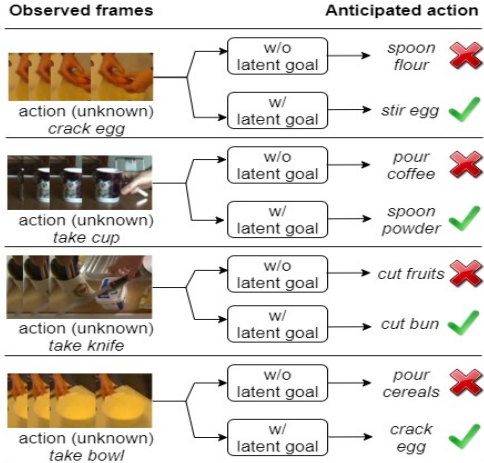 Observed frames
Anticipated action
w/o
latent goal
spoon
flour
action (unknown)
crack egg
w/
latent goal
stir egg
w/o
latent goal
pour
coffee
action (unknown)
take cup
w/
latent goal
spoon
powder
w/o
latent goal
cut fruits
action (unknown)
take knife
w/
latent goal
cut bun
w/o
latent goal
pour
cereals
action (unknown)
take bowl
w/
latent goal
crack
egg